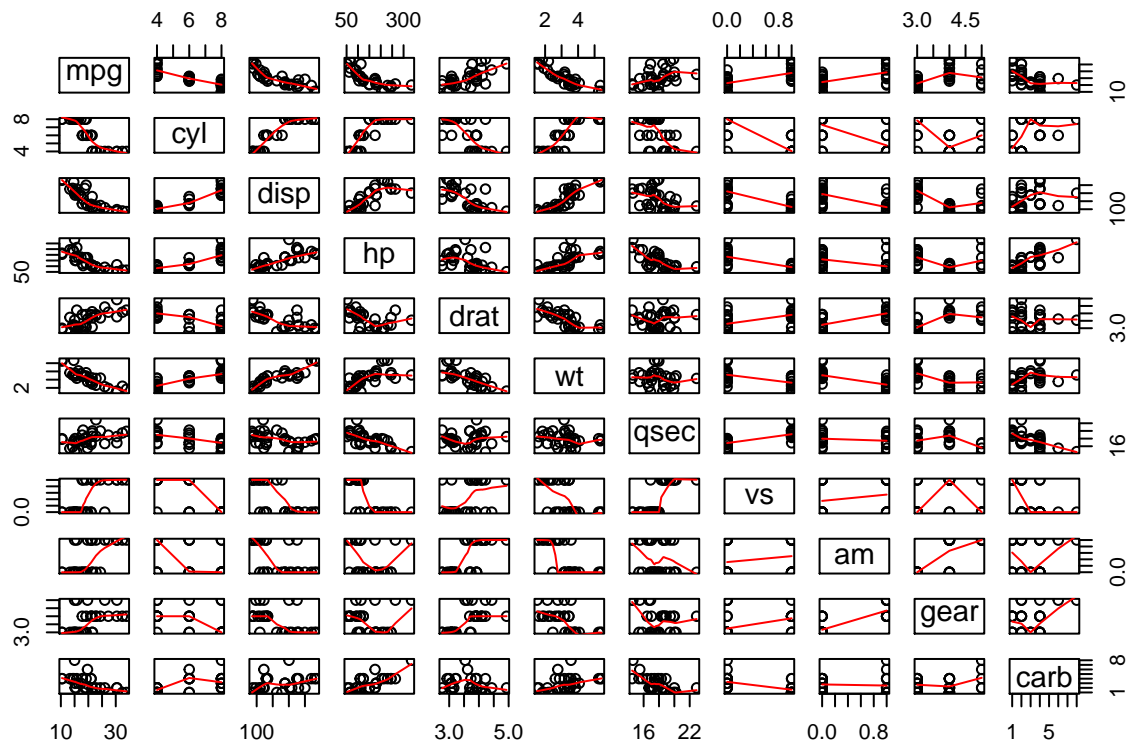 4 6 8 50 300 2 4 0.0 0.6 3.0 4.5
mpg 10
8 4 cyl
disp 100
50 hp
drat 3.0
2 wt
qsec 16
0.0 vs
am 0.0
3.0 gear
carb 8 1
10 20 30 100 3.0 5.0 16 22 0.0 0.8 1 5